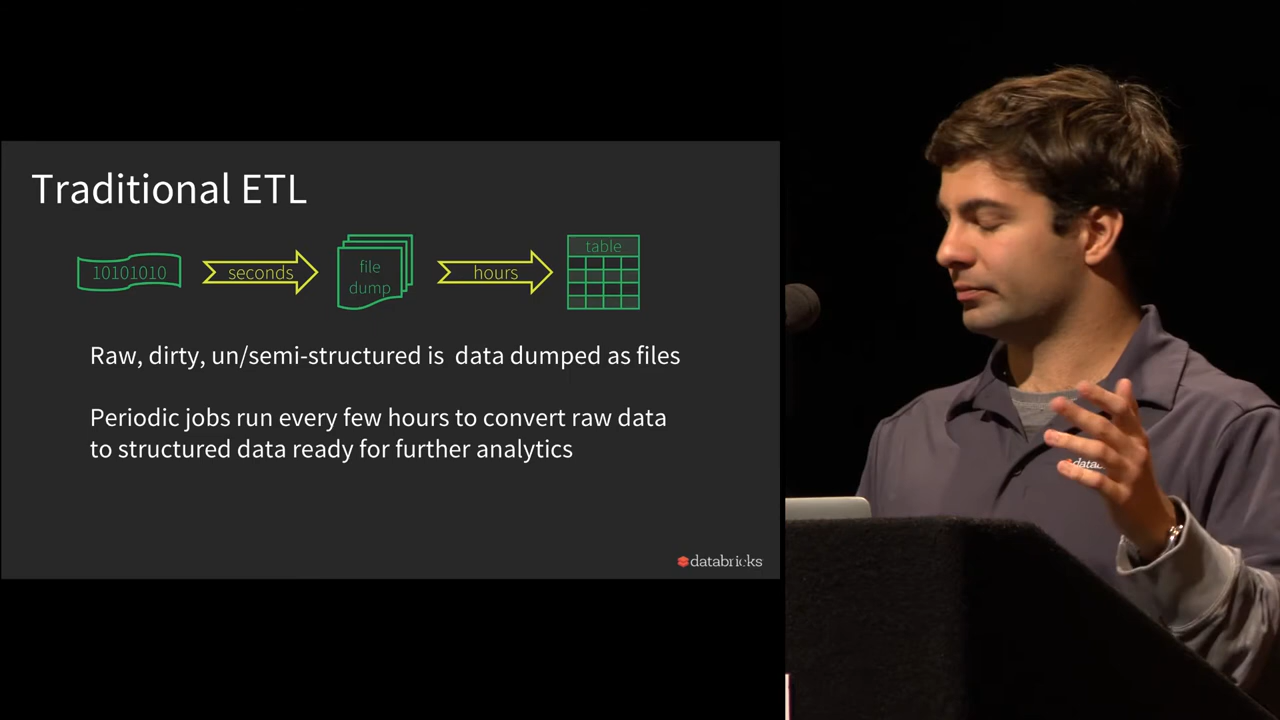 Traditional ETL
10101010
seconds
file
dump
hours
table
Raw, dirty, un/semi-structured is  data dumped as files
Periodic jobs run every few hours to convert raw data
to structured data ready for further analytics
databricks